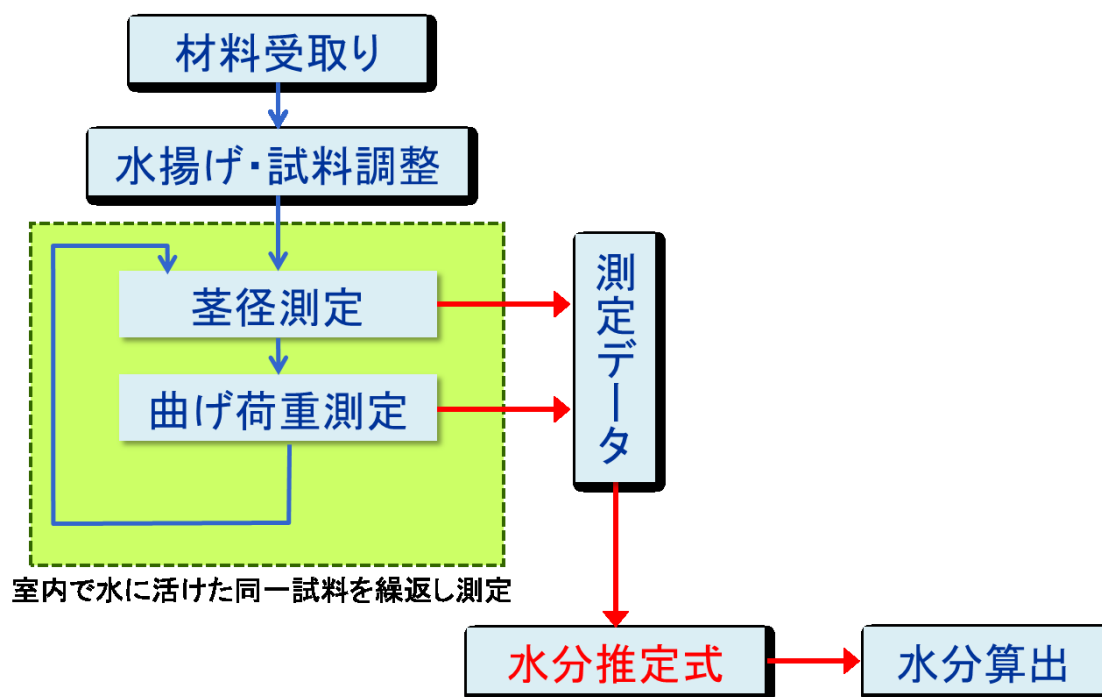 材料受取り
水揚げ・試料調整
茎径測定
曲げ荷重測定
測定データ
室内で水に活けた同一試料を繰返し測定
水分推定式
水分算出